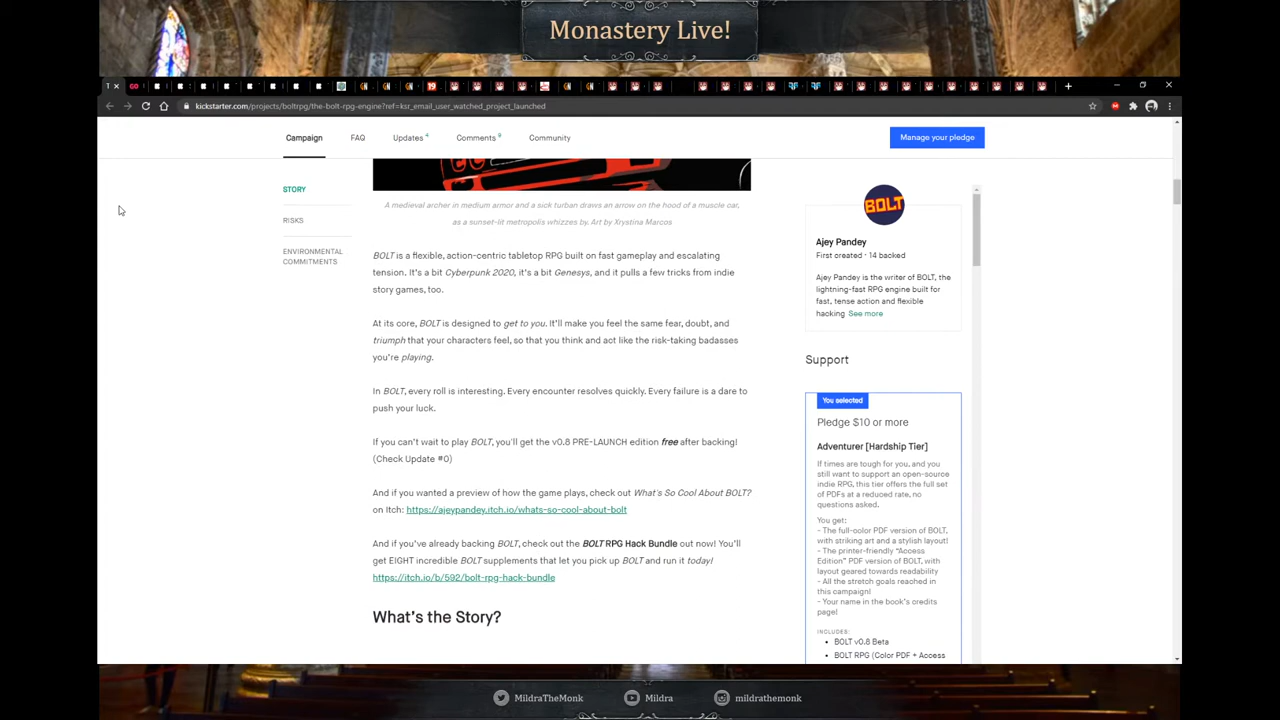 Monastery Live!
kickstarter.com/projects/boltrpg/the-bolt-rpg-engine?ref=ksr_email_user_watched_project_launched
Campaign
FAQ
Updates 4
Comments 9
Community
Manage your pledge
STORY
RISKS
ENVIRONMENTAL
COMMITMENTS
A medieval archer in medium armor and a sick turban draws an arrow on the hood of a muscle car,
as a sunset-lit metropolis whizzes by. Art by Xrystina Marcos
BOLT is a flexible, action-centric tabletop RPG built on fast gameplay and escalating
tension. It's a bit Cyberpunk 2020, it's a bit Genesys, and it pulls a few tricks from indie
story games, too.
At its core, BOLT is designed to get to you. It'll make you feel the same fear, doubt, and
triumph that your characters feel, so that you think and act like the risk-taking badasses
you're playing.
In BOLT, every roll is interesting. Every encounter resolves quickly. Every failure is a dare to
push your luck.
If you can't wait to play BOLT, you'll get the v0.8 PRE-LAUNCH edition free after backing!
(Check Update #0)
And if you wanted a preview of how the game plays, check out What's So Cool About BOLT?
on Itch: https://ajeypandey.itch.io/whats-so-cool-about-bolt
And if you've already backing BOLT, check out the BOLT RPG Hack Bundle out now! You'll
get EIGHT incredible BOLT supplements that let you pick up BOLT and run it today!
https://itch.io/b/592/bolt-rpg-hack-bundle
What's the Story?
BOLT
Ajey Pandey
First created · 14 backed
Ajey Pandey is the writer of BOLT, the
lightning-fast RPG engine built for
fast, tense action and flexible
hacking. See more
Support
You selected
Pledge $10 or more
Adventurer [Hardship Tier]
If times are tough for you, and you
still want to support an open-source
indie RPG, this tier offers the full set
of PDFs at a reduced rate, no
questions asked.
You get:
- The full-color PDF version of BOLT,
with striking art and a stylish layout!
- The printer-friendly "Access
Edition" PDF version of BOLT, with
layout geared towards readability
- All the stretch goals reached in
this campaign!
- Your name in the book's credits
page!
INCLUDES:
• BOLT v0.8 Beta
• BOLT RPG (Color PDF + Access
MildraTheMonk
Mildra
mildrathemonk